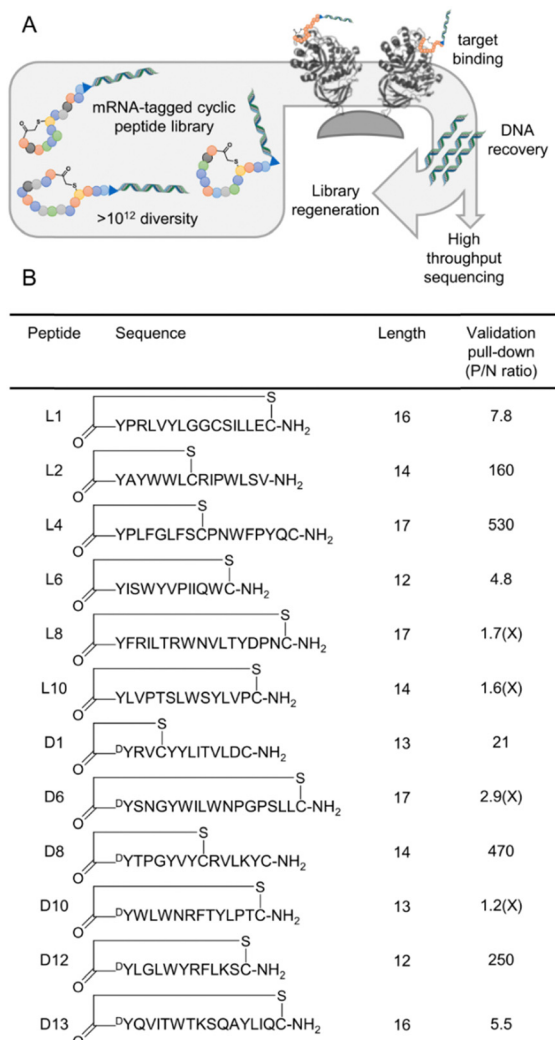 A
mRNA-tagged cyclic
peptide library
>10¹² diversity
O
S
O
S
O
S
target
binding
DNA
recovery
Library
regeneration
High
throughput
sequencing
B
Peptide Sequence Length Validation
pull-down
(P/N ratio)
S
L1 YPRLVYLGGCSILLEC-NH₂ 16 7.8
O
S
L2 YAYWWLCRIPWLSV-NH₂ 14 160
O
S
L4 YPLFGLFSCPNWFPYQC-NH₂ 17 530
O
S
L6 YISWYVPIIQWC-NH₂ 12 4.8
O
S
L8 YFRILTRWNVLTYDPNC-NH₂ 17 1.7(X)
O
S
L10 YLVPTSLWSYLVPC-NH₂ 14 1.6(X)
O
S
D1 ᴰYRVCYYLITVLDC-NH₂ 13 21
O
S
D6 ᴰYSNGYWILWNPGPSLLC-NH₂ 17 2.9(X)
O
S
D8 ᴰYTPGYVYCRVLKYC-NH₂ 14 470
O
S
D10 ᴰYWLWNRFTYLPTC-NH₂ 13 1.2(X)
O
S
D12 ᴰYLGLWYRFLKSC-NH₂ 12 250
O
S
D13 ᴰYQVITWTKSQAYLIQC-NH₂ 16 5.5
O